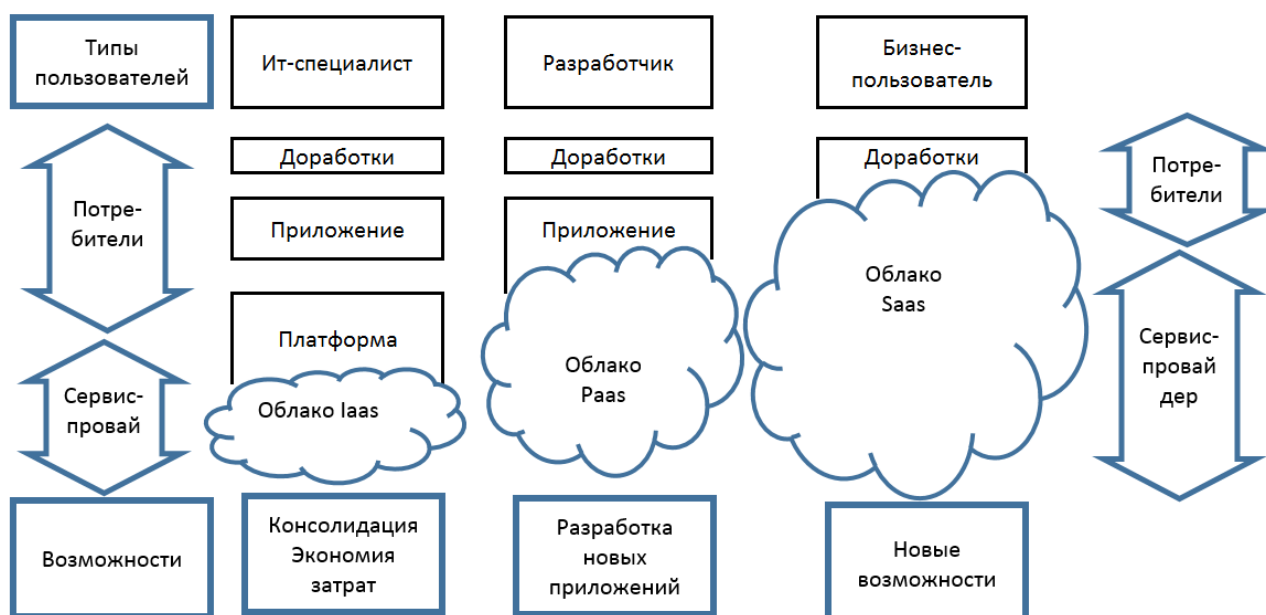 Типы
пользователей
Ит-специалист
Разработчик
Бизнес-
пользователь
Доработки
Доработки
Доработки
Потре-
бители
Приложение
Приложение
Потре-
бители
Платформа
Облако
Saas
Сервис-
провай
Облако Iaas
Облако
Paas
Сервис-
провай
дер
Возможности
Консолидация
Экономия
затрат
Разработка
новых
приложений
Новые
возможности